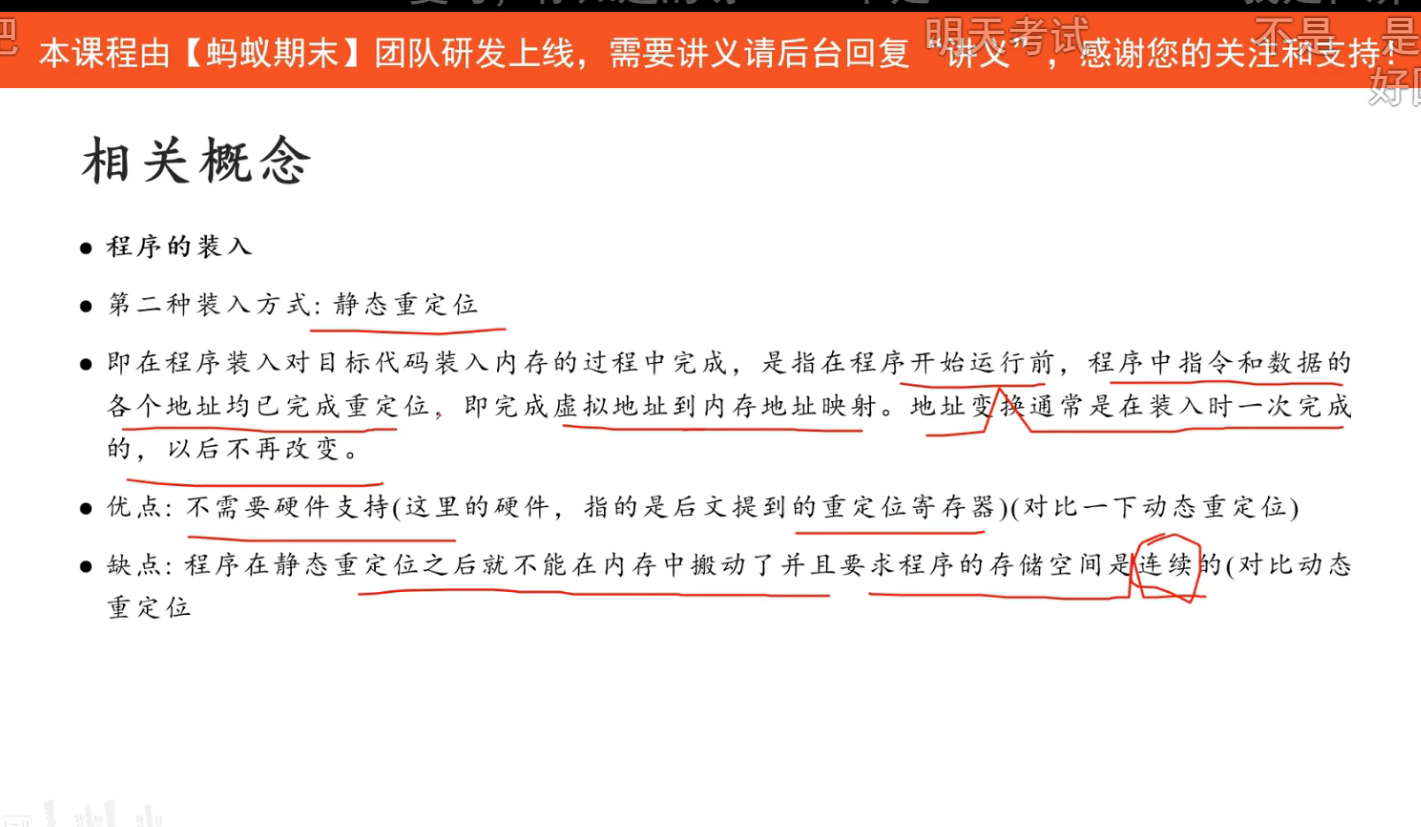 本课程由【蚂蚁期末】团队研发上线，需要讲义请后台回复“讲义”，感谢您的关注和支持！
明天考试
不是
是
好
吧
相关概念
● 程序的装入
● 第二种装入方式: 静态重定位
● 即在程序装入对目标代码装入内存的过程中完成，是指在程序开始运行前，程序中指令和数据的
各个地址均已完成重定位，即完成虚拟地址到内存地址映射。地址变换通常是在装入时一次完成
的，以后不再改变。
● 优点: 不需要硬件支持(这里的硬件，指的是后文提到的重定位寄存器)(对比一下动态重定位)
● 缺点: 程序在静态重定位之后就不能在内存中搬动了并且要求程序的存储空间是连续的(对比动态
重定位